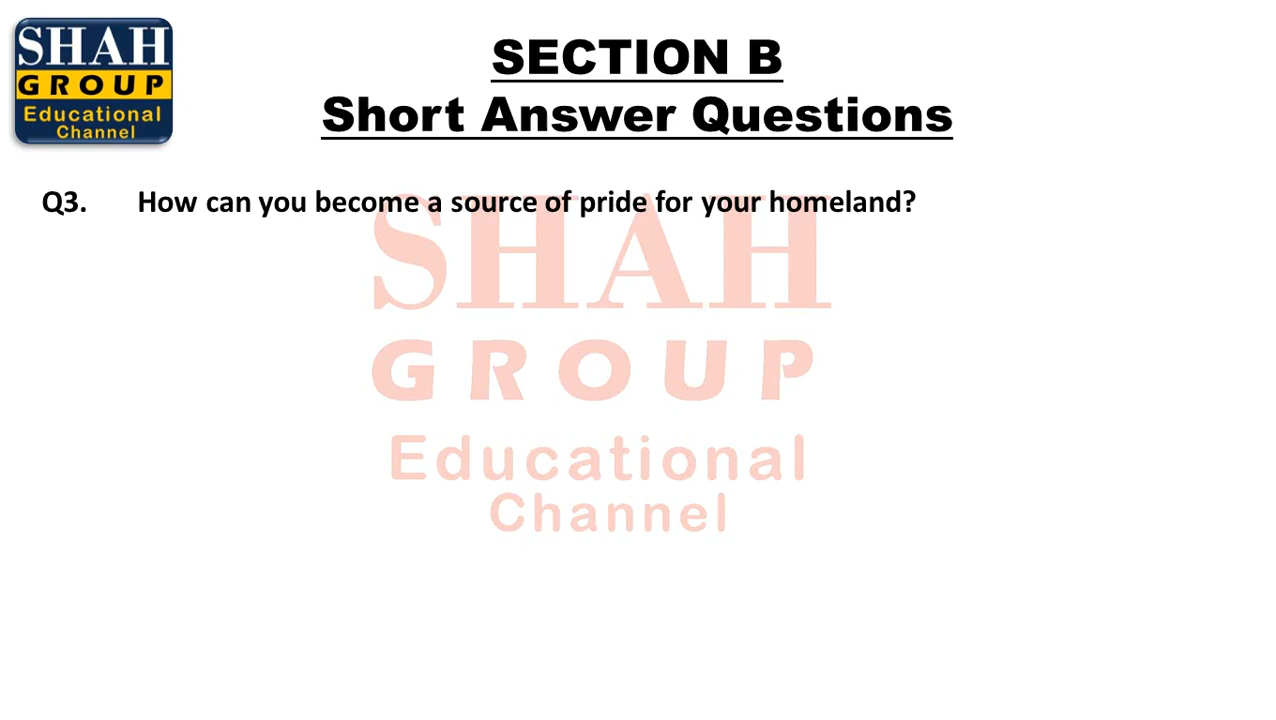 SHAH
GROUP
Educational
Channel
SECTION B
Short Answer Questions
Q3. How can you become a source of pride for your homeland?
SHAH
GROUP
Educational
Channel